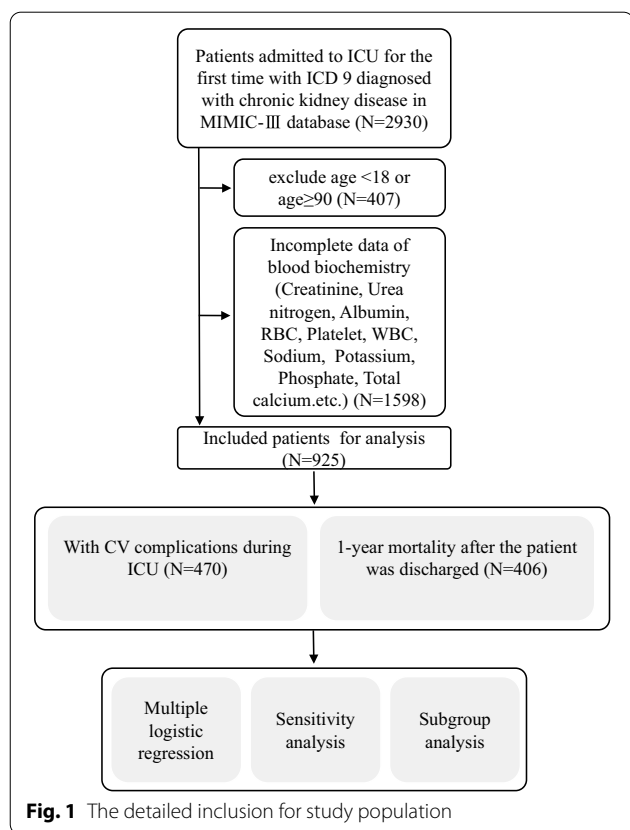 Patients admitted to ICU for the
first time with ICD 9 diagnosed
with chronic kidney disease in
MIMIC-Ⅲ database (N=2930)
exclude age <18 or
age≥90 (N=407)
Incomplete data of
blood biochemistry
(Creatinine, Urea
nitrogen, Albumin,
RBC, Platelet, WBC,
Sodium, Potassium,
Phosphate, Total
calcium.etc.) (N=1598)
Included patients for analysis
(N=925)
With CV complications during
ICU (N=470)
1-year mortality after the patient
was discharged (N=406)
Multiple
logistic
regression
Sensitivity
analysis
Subgroup
analysis
Fig. 1 The detailed inclusion for study population